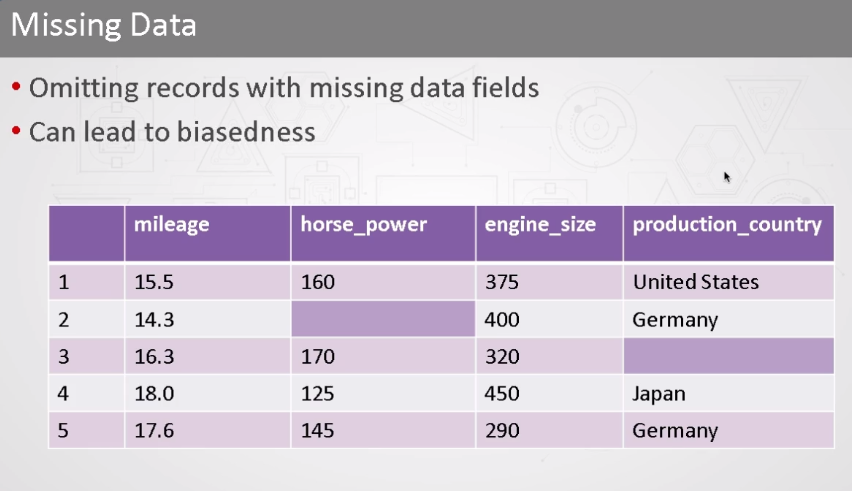 Missing Data
• Omitting records with missing data fields
• Can lead to biasedness
mileage horse_power engine_size production_country
1 15.5 160 375 United States
2 14.3 400 Germany
3 16.3 170 320
4 18.0 125 450 Japan
5 17.6 145 290 Germany